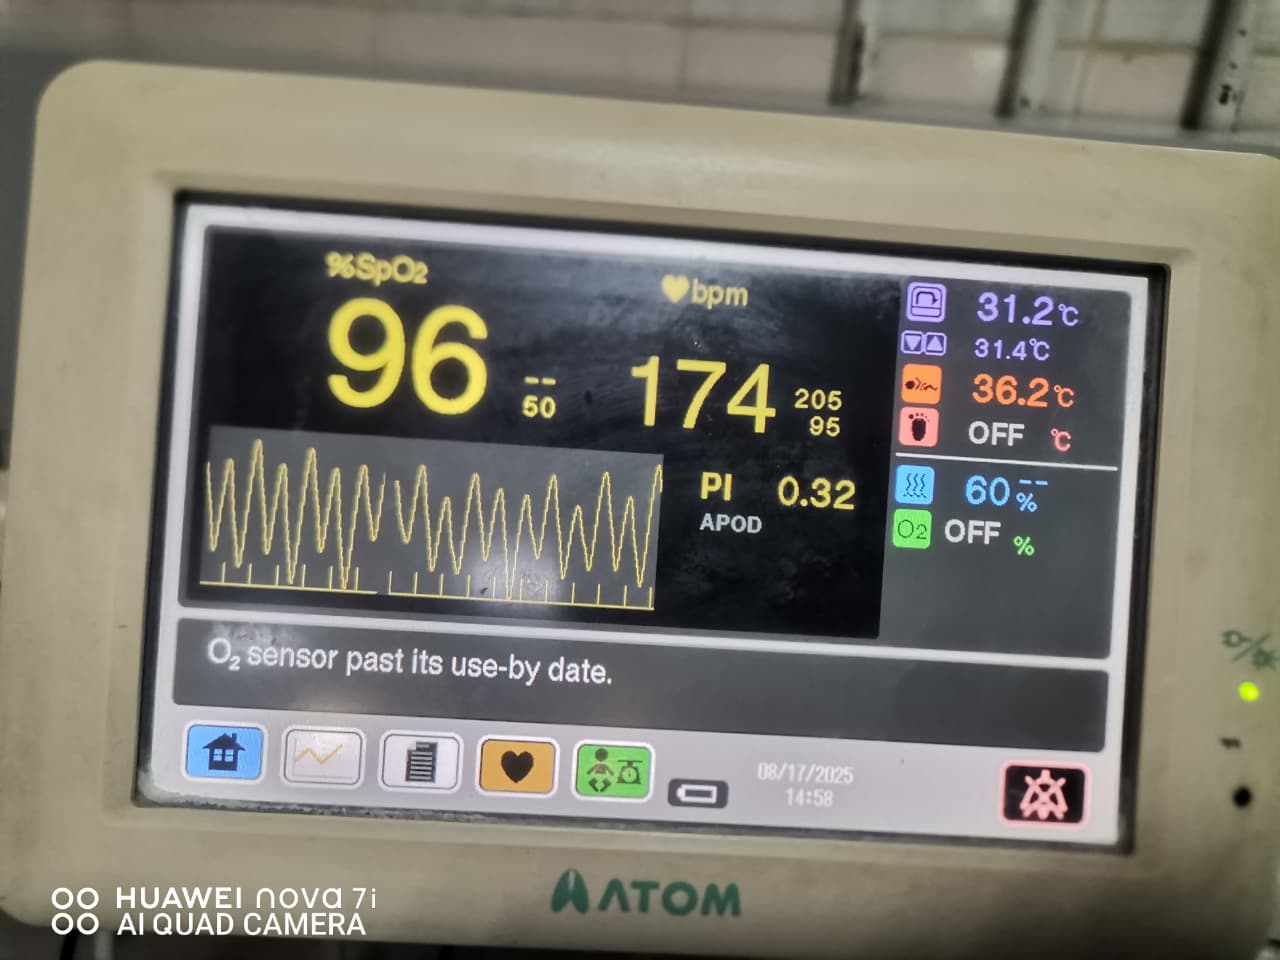 %SpO2
96
--
50
bpm
174
205
95
PI 0.32
APOD
31.2℃
31.4℃
36.2℃
OFF ℃
60 --%
O2 OFF %
O2 sensor past its use-by date.
08/17/2025
14:58
ATOM
HUAWEI nova 7i
AI QUAD CAMERA